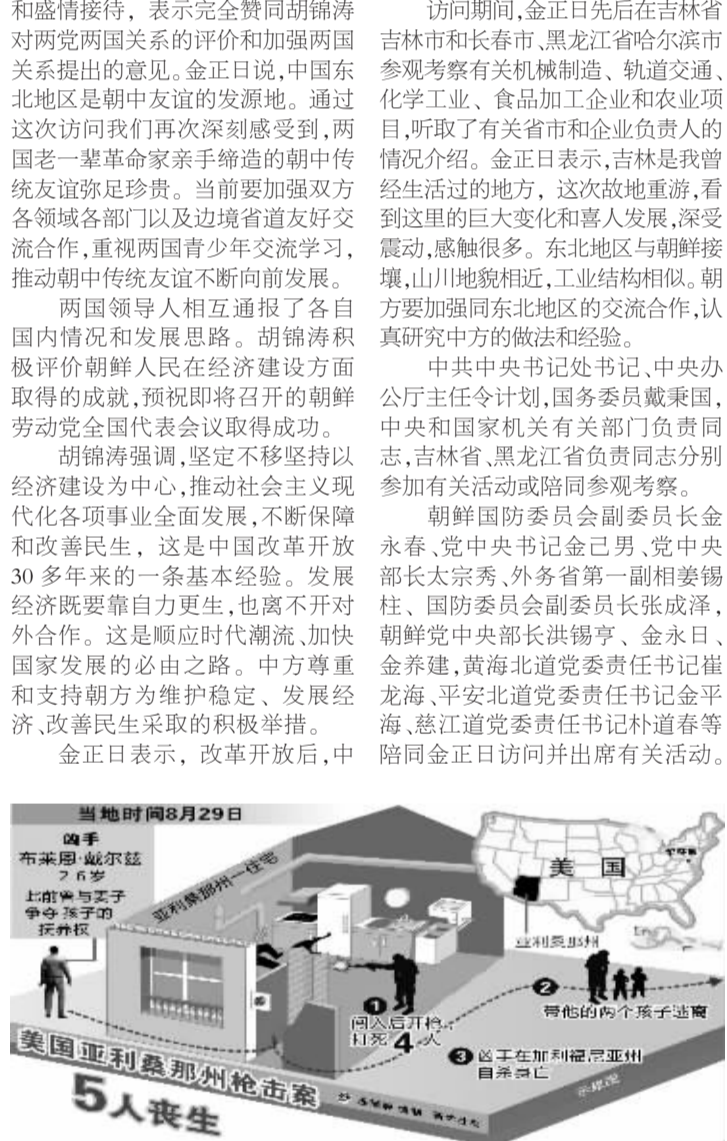 和盛情接待，表示完全赞同胡锦涛
对两党两国关系的评价和加强两国
关系提出的意见。金正日说，中国东
北地区是朝中友谊的发源地。通过
这次访问我们再次深刻感受到，两
国老一辈革命家亲手缔造的朝中传
统友谊弥足珍贵。当前要加强双方
各领域各部门以及边境省道友好交
流合作，重视两国青少年交流学习，
推动朝中传统友谊不断向前发展。
两国领导人相互通报了各自
国内情况和发展思路。胡锦涛积
极评价朝鲜人民在经济建设方面
取得的成就，预祝即将召开的朝鲜
劳动党全国代表会议取得成功。
胡锦涛强调，坚定不移坚持以
经济建设为中心，推动社会主义现
代化各项事业全面发展，不断保障
和改善民生，这是中国改革开放
30多年来的一条基本经验。发展
经济既要靠自力更生，也离不开对
外合作。这是顺应时代潮流、加快
国家发展的必由之路。中方尊重
和支持朝方为维护稳定、发展经
济、改善民生采取的积极举措。
金正日表示，改革开放后，中
访问期间，金正日先后在吉林省
吉林市和长春市、黑龙江省哈尔滨市
参观考察有关机械制造、轨道交通、
化学工业、食品加工企业和农业项
目，听取了有关省市和企业负责人的
情况介绍。金正日表示，吉林是我曾
经生活过的地方，这次故地重游，看
到这里的巨大变化和喜人发展，深受
震动，感触很多。东北地区与朝鲜接
壤，山川地貌相近，工业结构相似。朝
方要加强同东北地区的交流合作，认
真研究中方的做法和经验。
中共中央书记处书记、中央办
公厅主任令计划，国务委员戴秉国，
中央和国家机关有关部门负责同
志，吉林省、黑龙江省负责同志分别
参加有关活动或陪同参观考察。
朝鲜国防委员会副委员长金
永春、党中央书记金己男、党中央
部长太宗秀、外务省第一副相姜锡
柱、国防委员会副委员长张成泽，
朝鲜党中央部长洪锡亨、金永日、
金养建，黄海北道党委责任书记崔
龙海、平安北道党委责任书记金平
海、慈江道党委责任书记朴道春等
陪同金正日访问并出席有关活动。
当地时间8月29日
凶手
布莱恩·戴尔兹
26岁
此前曾与妻子
争夺孩子的
抚养权
亚利桑那州一住宅
美国
亚利桑那州
1
闯入后开枪，
打死4人
2
带他的两个孩子逃离
3 凶手在加利福尼亚州
自杀身亡
美国亚利桑那州枪击案
5人丧生
示意图